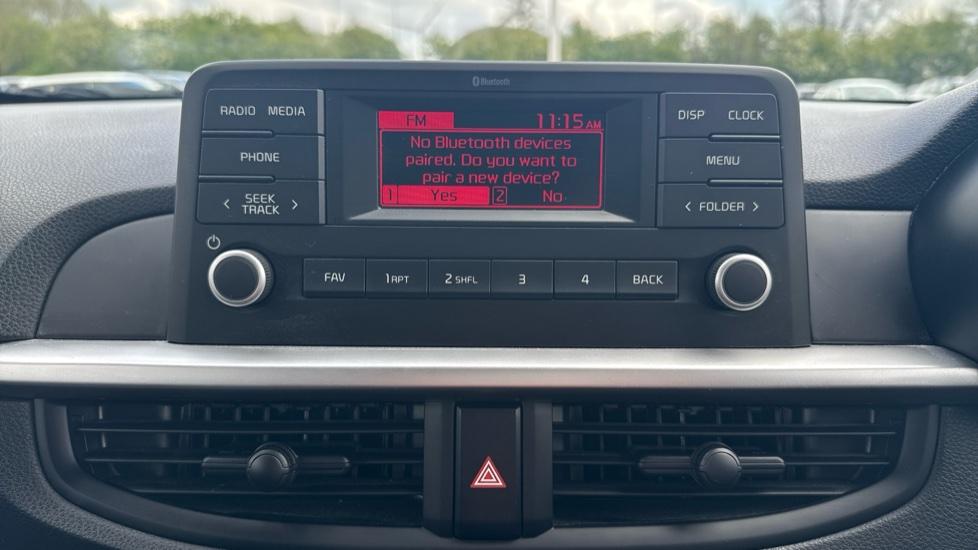 Bluetooth
RADIO MEDIA
PHONE
< SEEK TRACK >
FM 11:15 AM
No Bluetooth devices
paired. Do you want to
pair a new device?
1 Yes 2 No
DISP CLOCK
MENU
< FOLDER >
FAV 1 RPT 2 SHFL 3 4 BACK